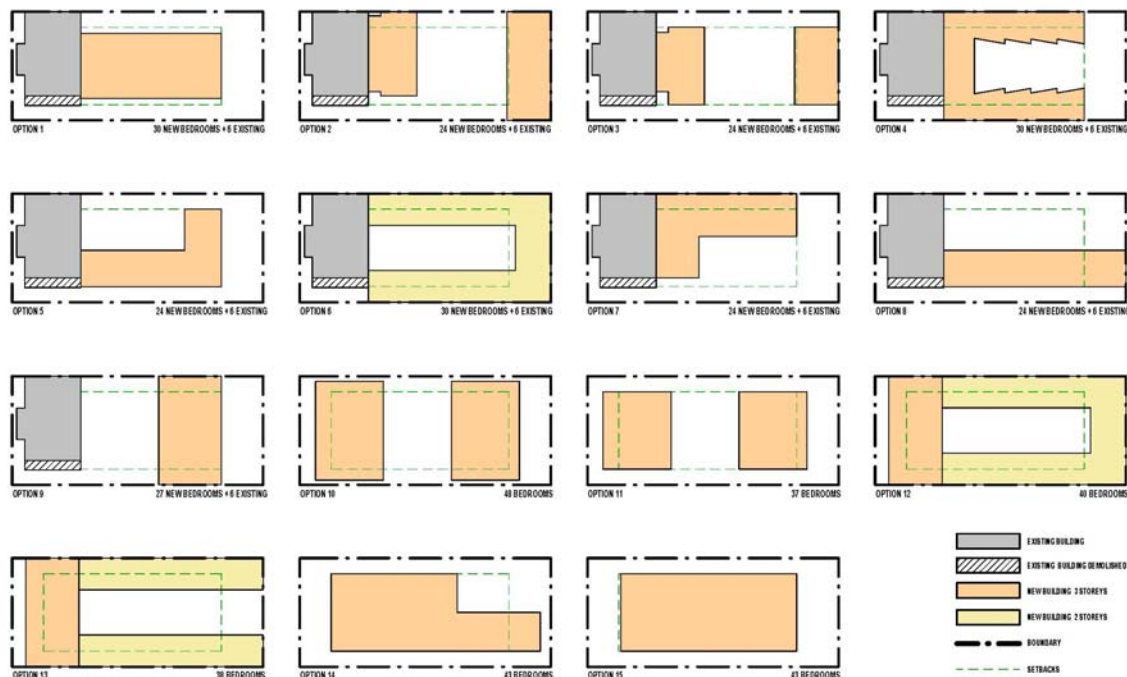 OPTION 1 30 NEW BEDROOMS + 6 EXISTING
OPTION 2 24 NEW BEDROOMS + 6 EXISTING
OPTION 3 24 NEW BEDROOMS + 6 EXISTING
OPTION 4 30 NEW BEDROOMS + 6 EXISTING
OPTION 5 24 NEW BEDROOMS + 6 EXISTING
OPTION 6 30 NEW BEDROOMS + 6 EXISTING
OPTION 7 24 NEW BEDROOMS + 6 EXISTING
OPTION 8 24 NEW BEDROOMS + 6 EXISTING
OPTION 9 27 NEW BEDROOMS + 6 EXISTING
OPTION 10 48 BEDROOMS
OPTION 11 37 BEDROOMS
OPTION 12 40 BEDROOMS
EXISTING BUILDING
EXISTING BUILDING DEMOLISHED
NEW BUILDING 3 STOREYS
NEW BUILDING 2 STOREYS
BOUNDARY
SETBACKS
OPTION 13 38 BEDROOMS
OPTION 14 43 BEDROOMS
OPTION 15 43 BEDROOMS